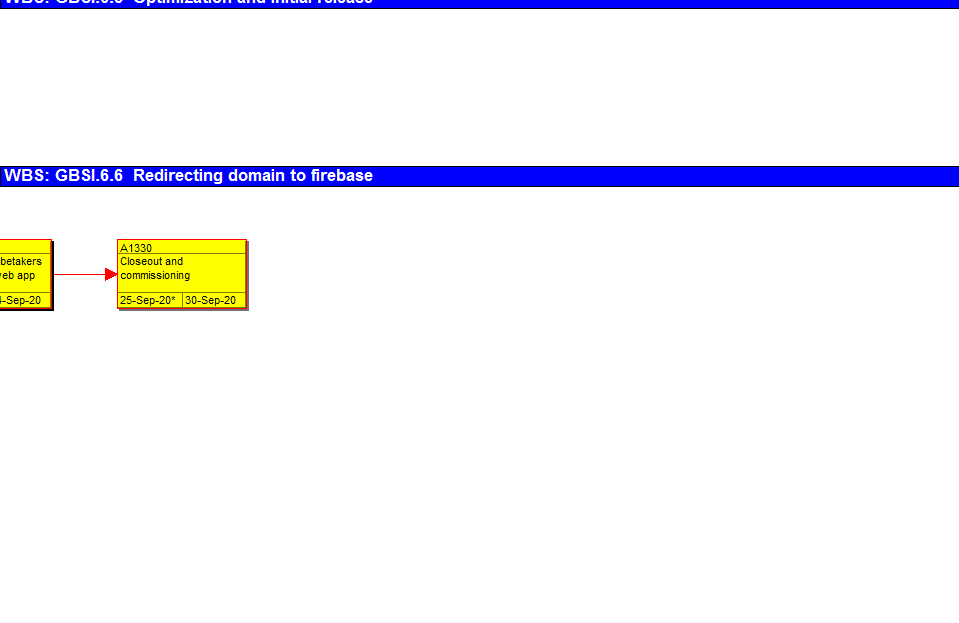 WBS: GBSI.6.5 Optimization and initial release
WBS: GBSI.6.6 Redirecting domain to firebase
betakers
app
-Sep-20
A1330
Closeout and
commissioning
25-Sep-20* 30-Sep-20